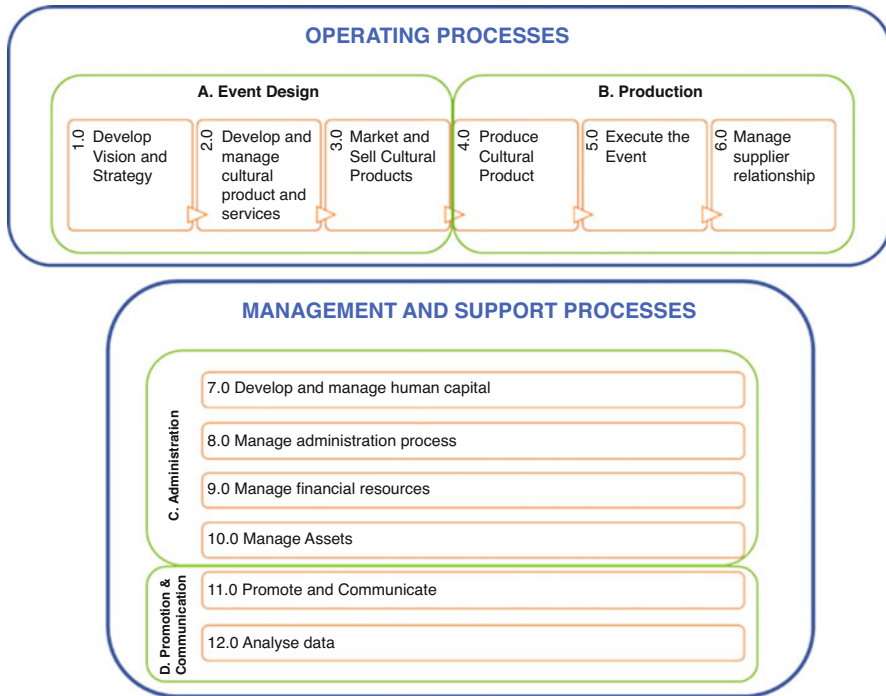 OPERATING PROCESSES
A. Event Design
B. Production
1.0
Develop
Vision and
Strategy
2.0
Develop and
manage
cultural
product and
services
3.0
Market and
Sell Cultural
Products
4.0
Produce
Cultural
Product
5.0
Execute the
Event
6.0
Manage
supplier
relationship
MANAGEMENT AND SUPPORT PROCESSES
C. Administration
7.0 Develop and manage human capital
8.0 Manage administration process
9.0 Manage financial resources
10.0 Manage Assets
D. Promotion &
Communication
11.0 Promote and Communicate
12.0 Analyse data